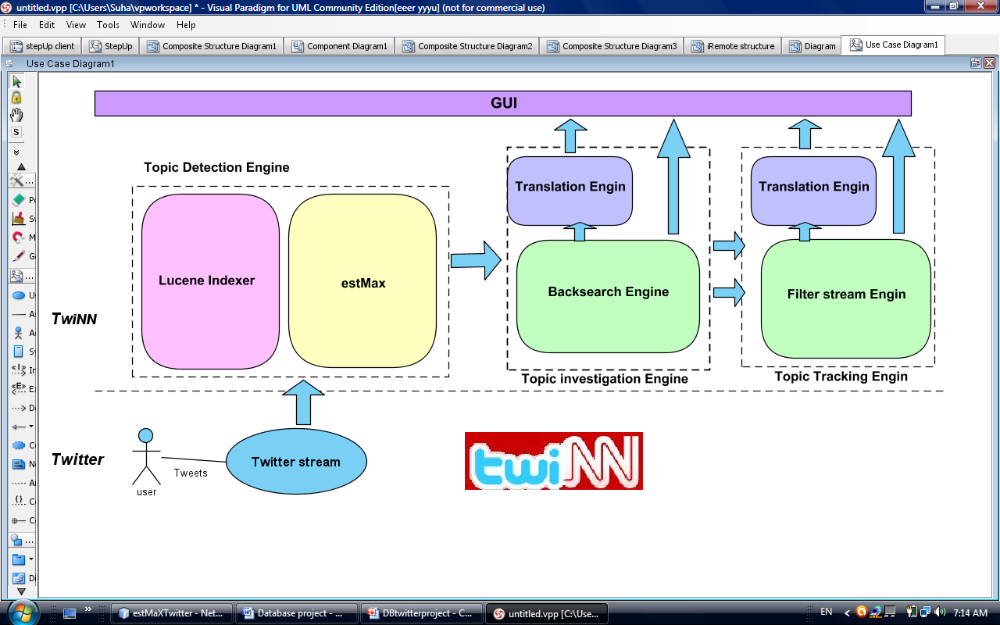 untitled.vpp [C:\Users\Suha\vpworkspace] * - Visual Paradigm for UML Community Edition[eeer yyyu] (not for commercial use)
File Edit View Tools Window Help
stepUp client StepUp Composite Structure Diagram1 Component Diagram1 Composite Structure Diagram2 Composite Structure Diagram3 iRemote structure Diagram Use Case Diagram1
Use Case Diagram1
S
GUI
Topic Detection Engine
Lucene Indexer
estMax
Translation Engin
Backsearch Engine
Topic investigation Engine
Translation Engin
Filter stream Engin
Topic Tracking Engin
TwiNN
Twitter
user
Tweets
Twitter stream
twiNN
estMaXTwitter - Net... Database project - ... DBtwitterproject - C... untitled.vpp [C:\Use...
EN 7:14 AM